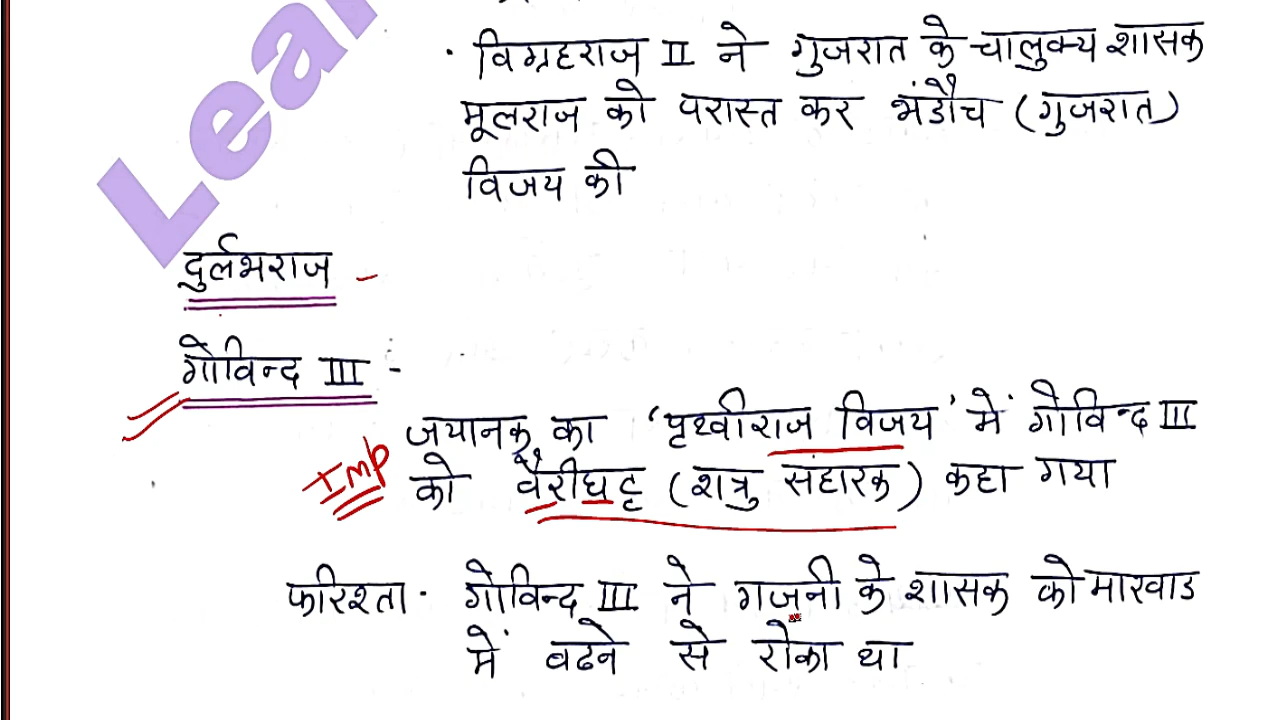 Lear
· विग्रहराज II ने गुजरात के चालुक्य शासक
मूलराज को परास्त कर भंडौच (गुजरात)
विजय की
दुर्लभराज -
गोविन्द III -
जयानक का 'पृथ्वीराज विजय' में गोविन्द III
Imp को वैरीघट्ट (शत्रु संहारक) कहा गया
फरिश्ता · गोविन्द III ने गजनी के शासक को मारवाड
में बढने से रोका था